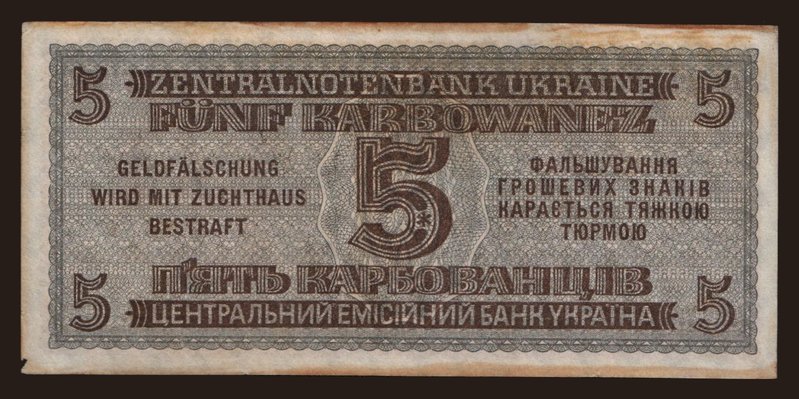 5 ZENTRALNOTENBANK UKRAINE 5
FÜNF KARBOWANEZ
GELDFÄLSCHUNG
WIRD MIT ZUCHTHAUS
BESTRAFT
5
ФАЛЬШУВАННЯ
ГРОШЕВИХ ЗНАКІВ
КАРАЄТЬСЯ ТЯЖКОЮ
ТЮРМОЮ
П'ЯТЬ КАРБОВАНЦІВ
5 ЦЕНТРАЛЬНИЙ ЕМІСІЙНИЙ БАНК УКРАЇНА 5